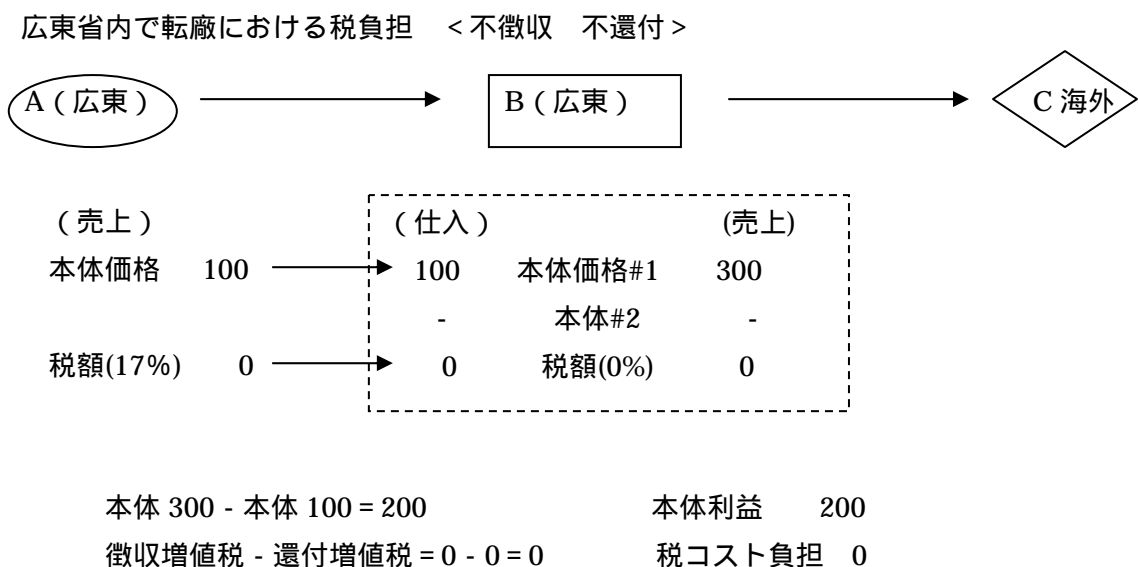 広東省内で転廠における税負担 <不徴収 不還付>
A(広東) B(広東) C 海外
(売上) (仕入) (売上)
本体価格 100 100 本体価格#1 300
- 本体#2 -
税額(17%) 0 0 税額(0%) 0
本体 300 - 本体 100 = 200 本体利益 200
徴収増値税 - 還付増値税 = 0 - 0 = 0 税コスト負担 0